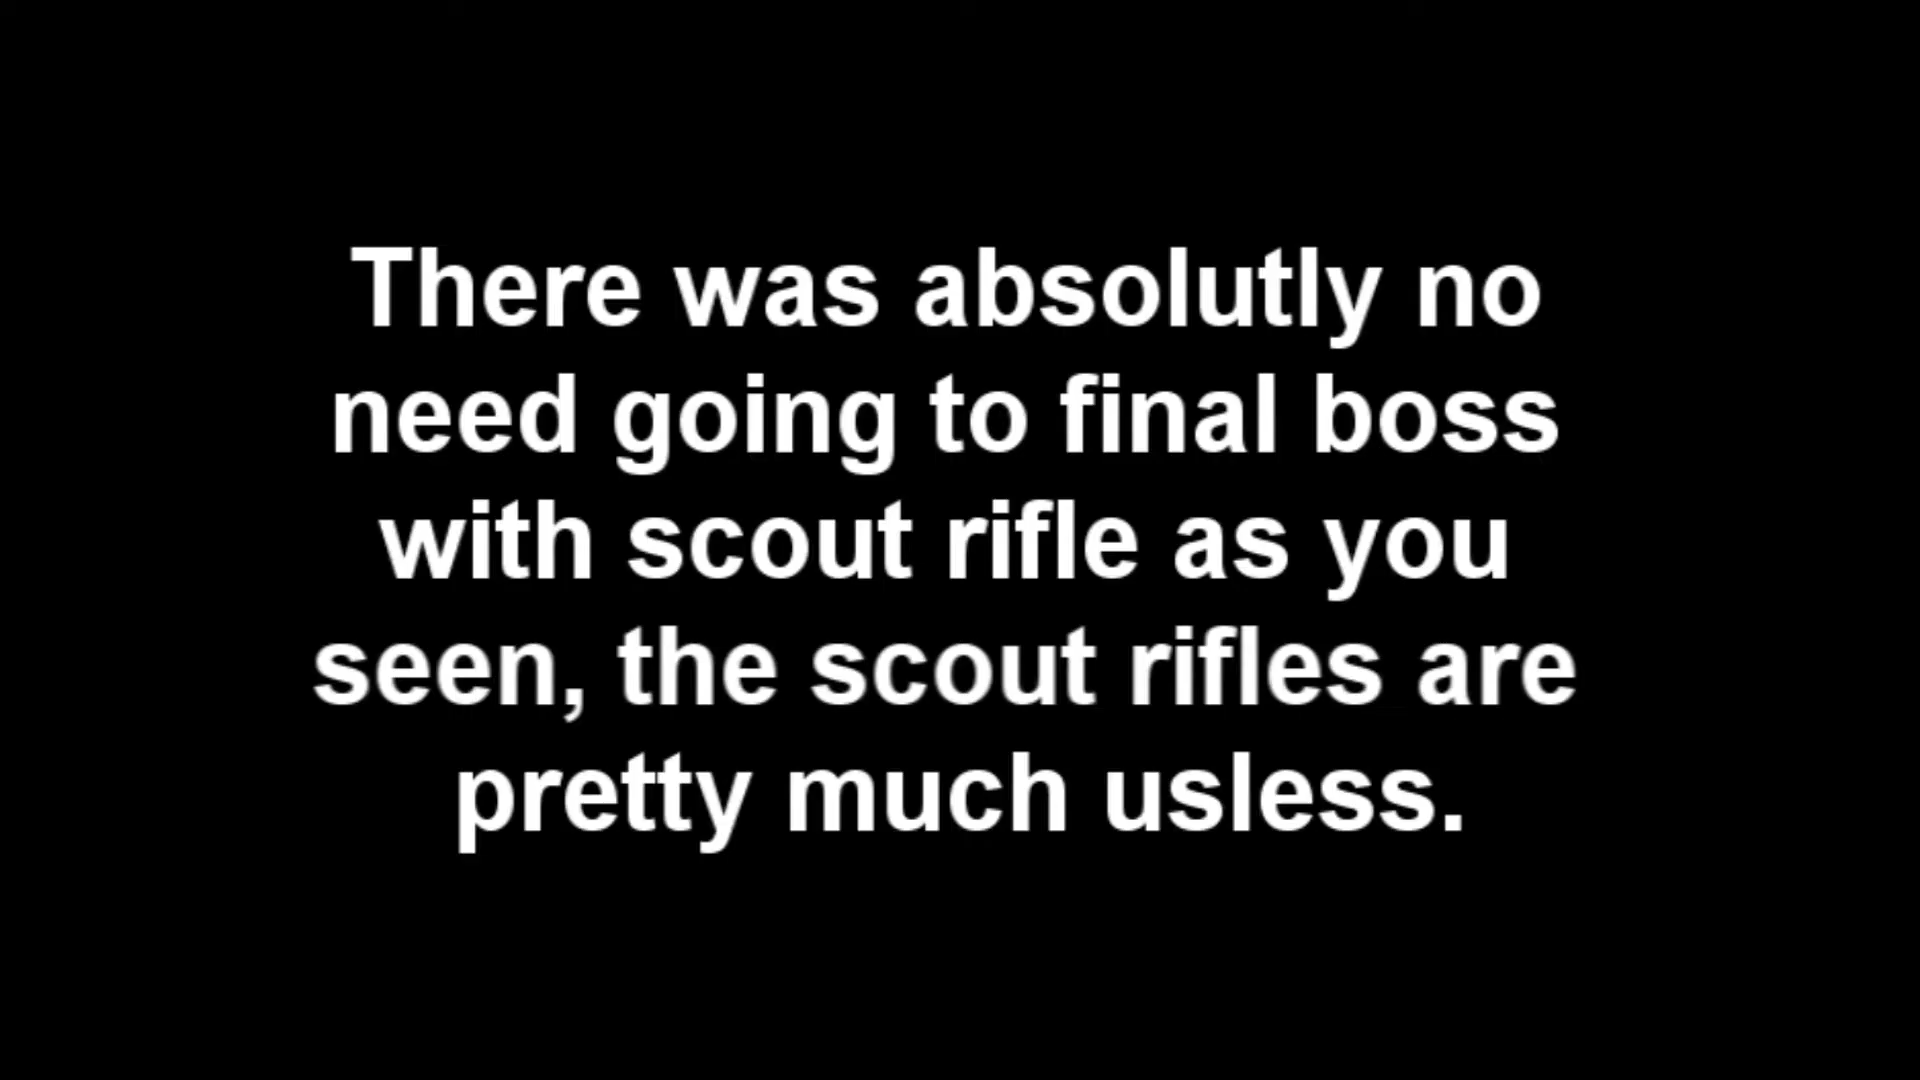 There was absolutly no
need going to final boss
with scout rifle as you
seen, the scout rifles are
pretty much usless.